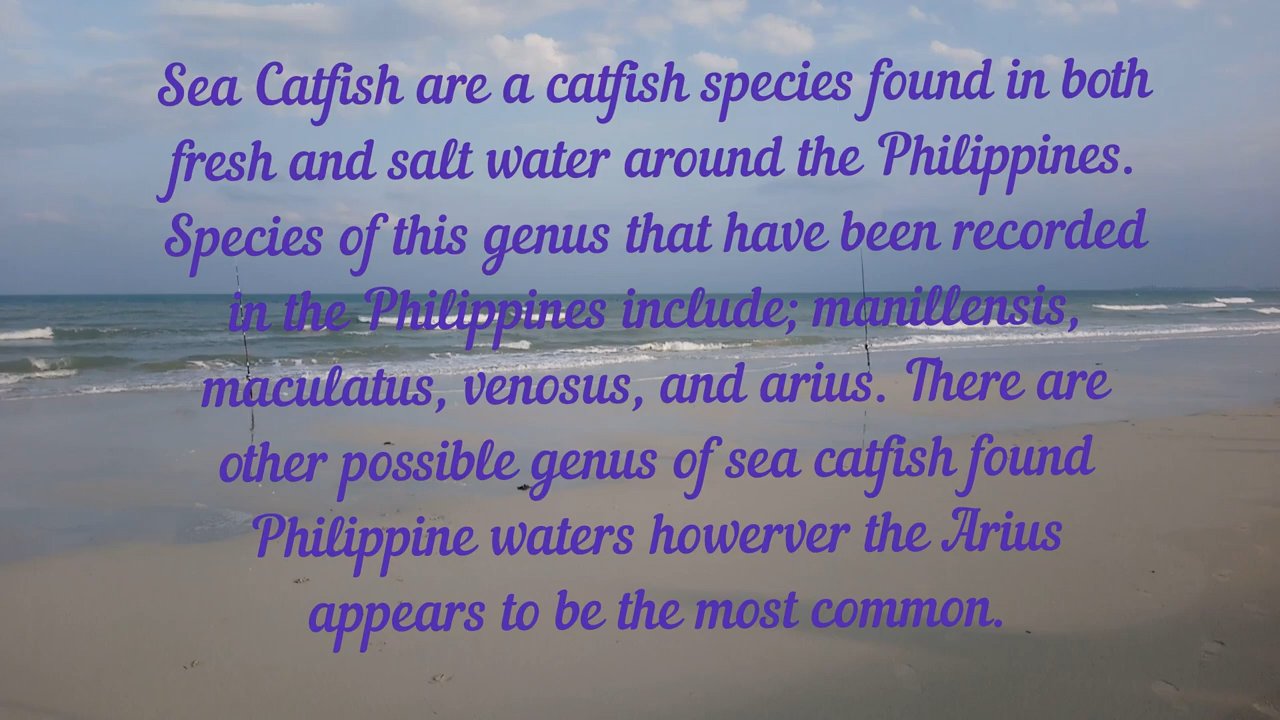 Sea Catfish are a catfish species found in both
fresh and salt water around the Philippines.
Species of this genus that have been recorded
in the Philippines include; manillensis,
maculatus, venosus, and arius. There are
other possible genus of sea catfish found
Philippine waters howerver the Arius
appears to be the most common.